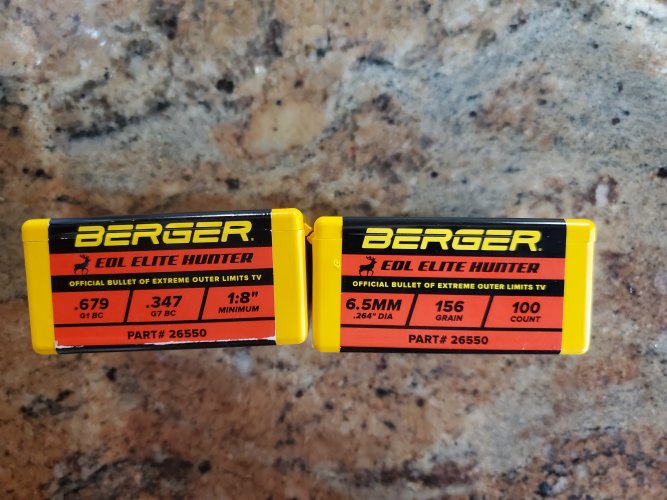 BERGER.
EOL ELITE HUNTER
OFFICIAL BULLET OF EXTREME OUTER LIMITS TV
.679 .347 1:8"
G1 BC G7 BC MINIMUM
PART# 26550
BERGER.
EOL ELITE HUNTER
OFFICIAL BULLET OF EXTREME OUTER LIMITS TV
6.5MM 156 100
.264" DIA GRAIN COUNT
PART# 26550